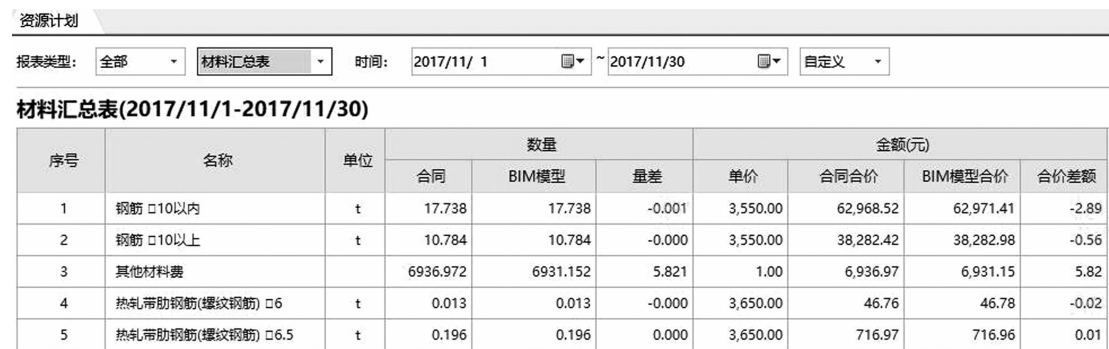 资源计划
报表类型： 全部 材料汇总表 时间： 2017/11/ 1 ~ 2017/11/30 自定义
材料汇总表(2017/11/1-2017/11/30)
序号 名称 单位 数量 金额(元)
合同 BIM模型 量差 单价 合同合价 BIM模型合价 合价差额
1 钢筋 □10以内 t 17.738 17.738 -0.001 3,550.00 62,968.52 62,971.41 -2.89
2 钢筋 □10以上 t 10.784 10.784 -0.000 3,550.00 38,282.42 38,282.98 -0.56
3 其他材料费 6936.972 6931.152 5.821 1.00 6,936.97 6,931.15 5.82
4 热轧带肋钢筋(螺纹钢筋) □6 t 0.013 0.013 -0.000 3,650.00 46.76 46.78 -0.02
5 热轧带肋钢筋(螺纹钢筋) □6.5 t 0.196 0.196 0.000 3,650.00 716.97 716.96 0.01